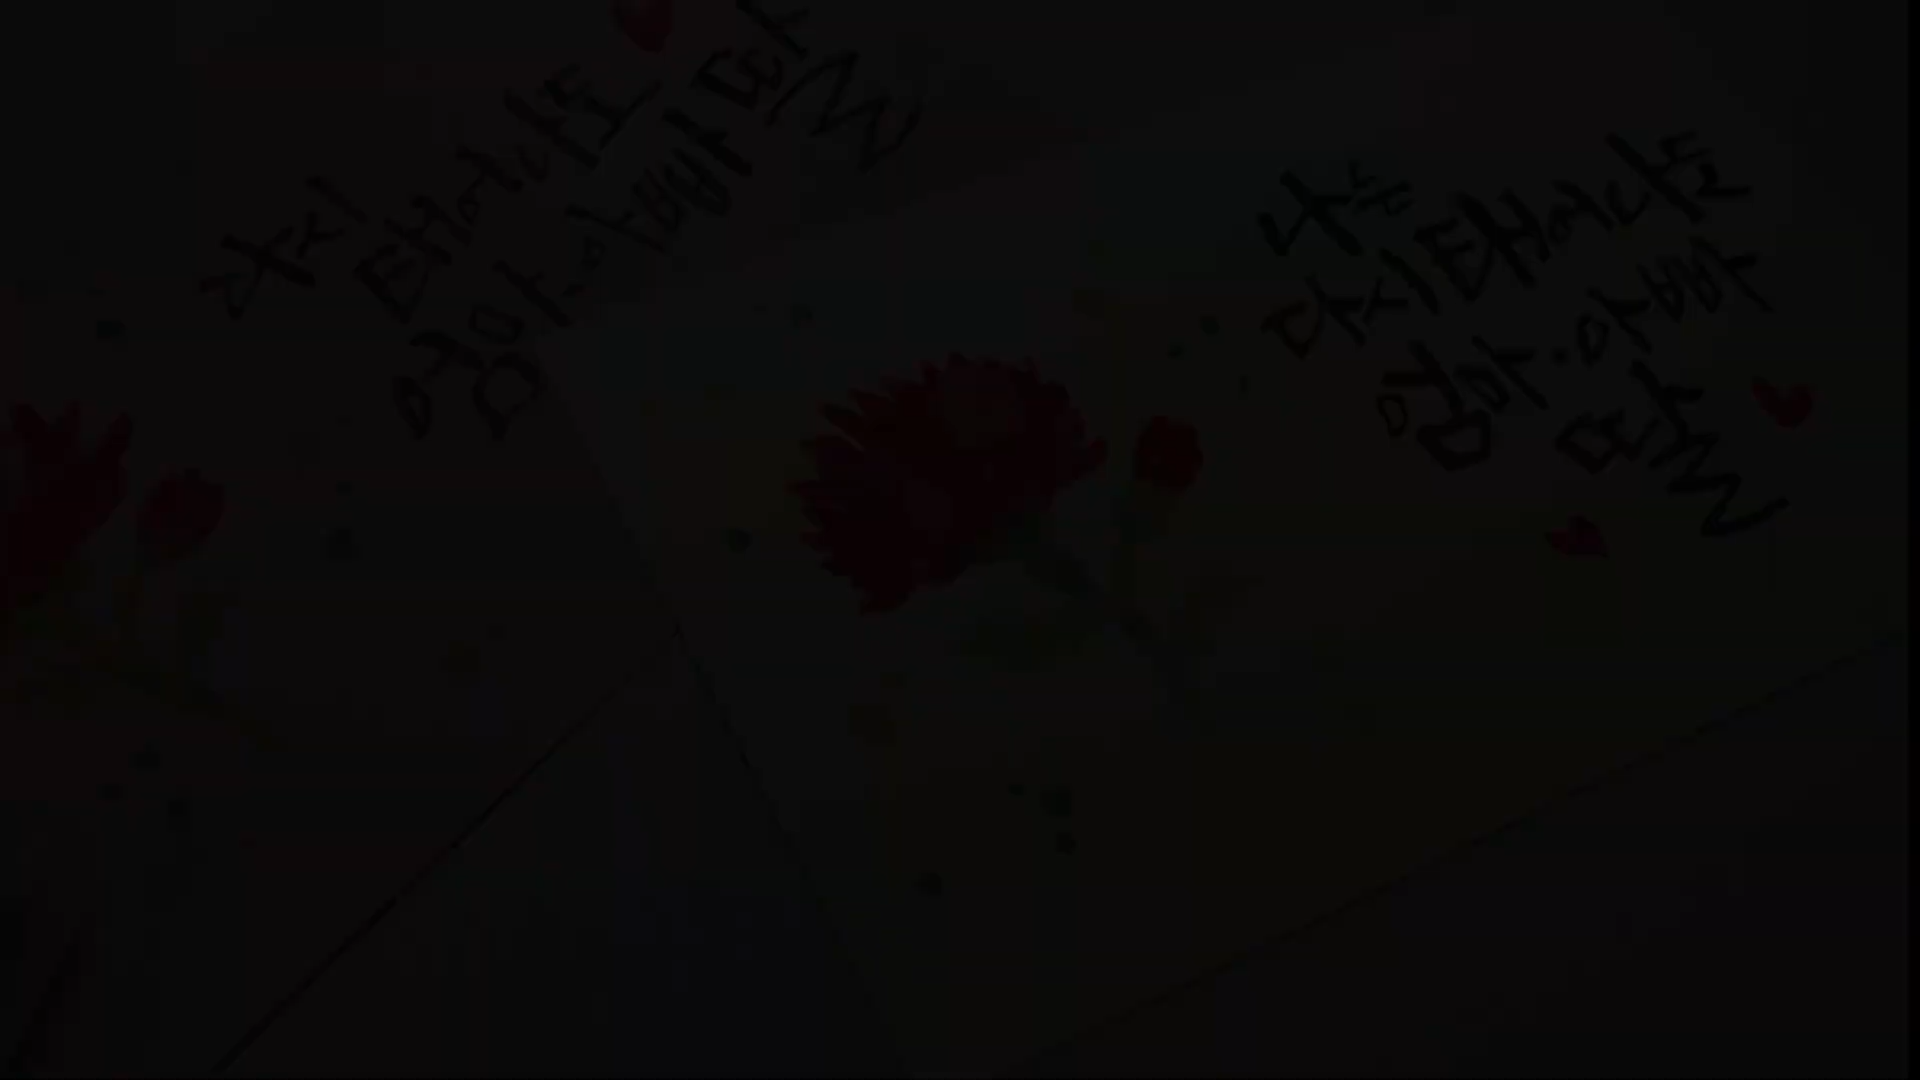 다시
태어나도
엄마.아빠 딸
나는
다시 태어나도
엄마.아빠
딸